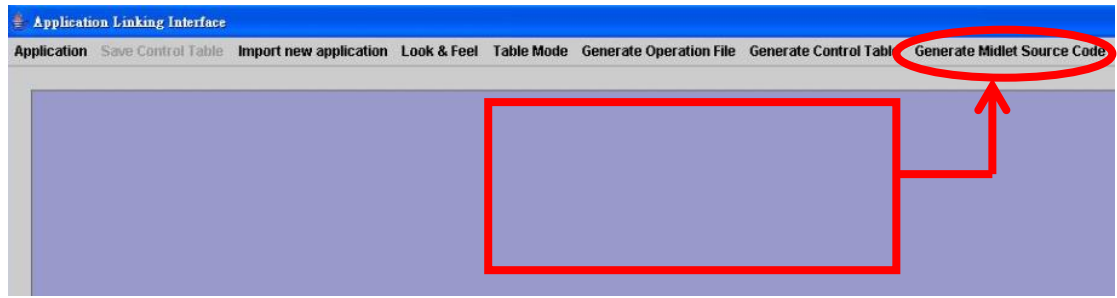 Application Linking Interface
Application Save Control Table Import new application Look & Feel Table Mode Generate Operation File Generate Control Table Generate Midlet Source Code